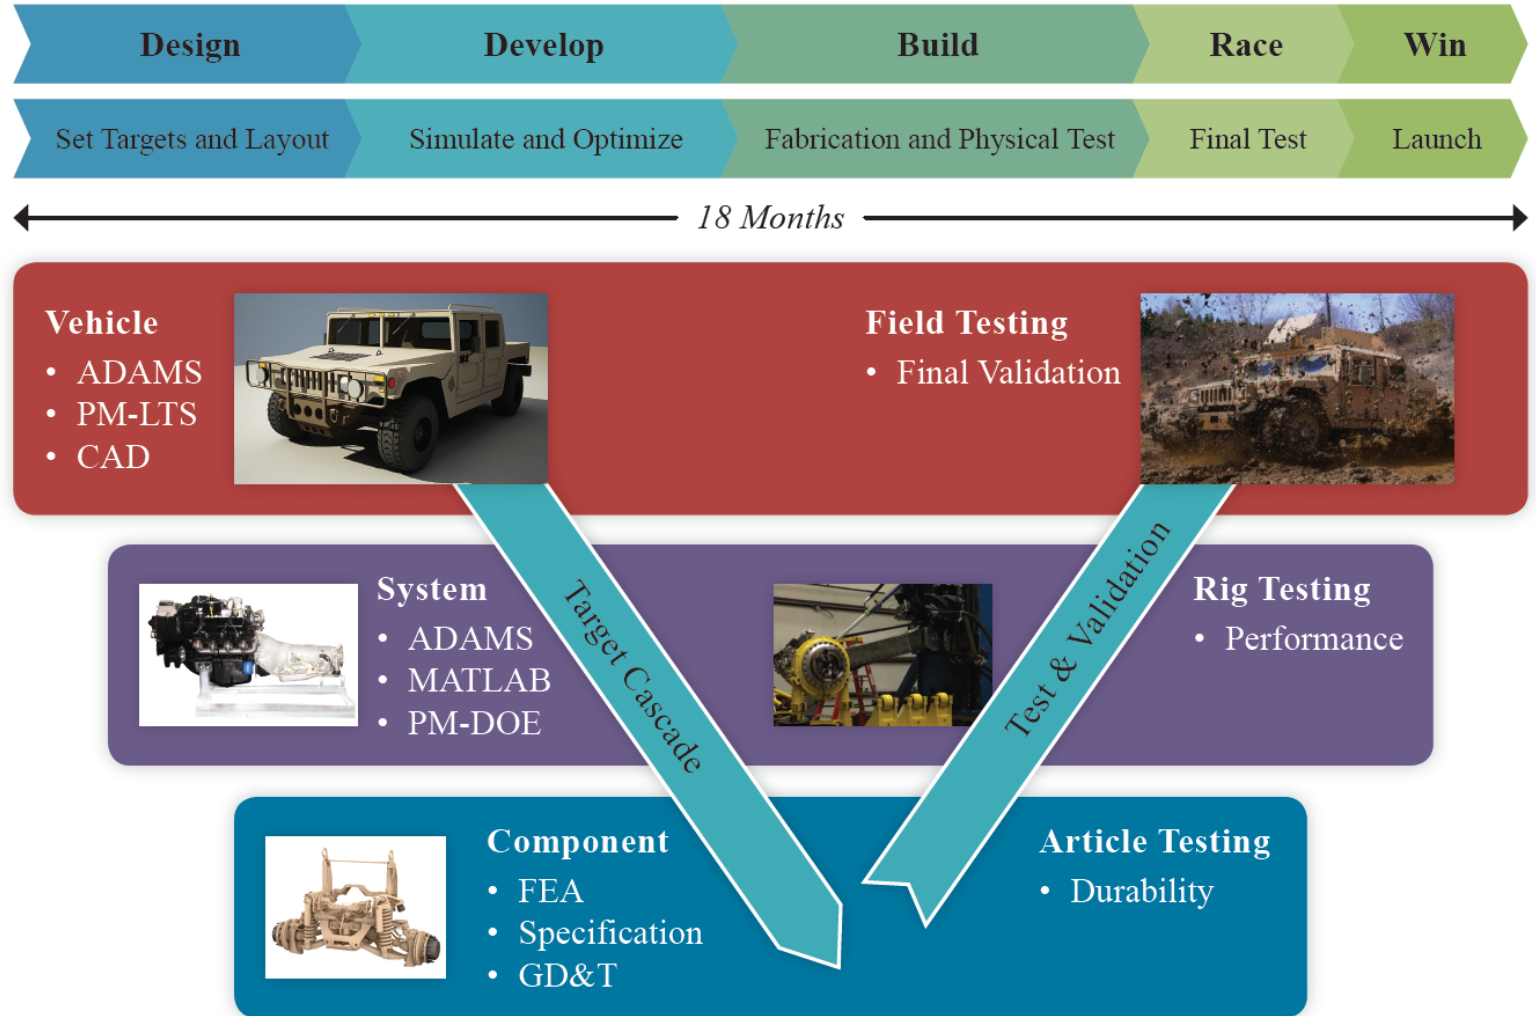 Design
Develop
Build
Race
Win
Set Targets and Layout
Simulate and Optimize
Fabrication and Physical Test
Final Test
Launch
18 Months
Vehicle
• ADAMS
• PM-LTS
• CAD
Field Testing
• Final Validation
System
• ADAMS
• MATLAB
• PM-DOE
Target Cascade
Test & Validation
Rig Testing
• Performance
Component
• FEA
• Specification
• GD&T
Article Testing
• Durability